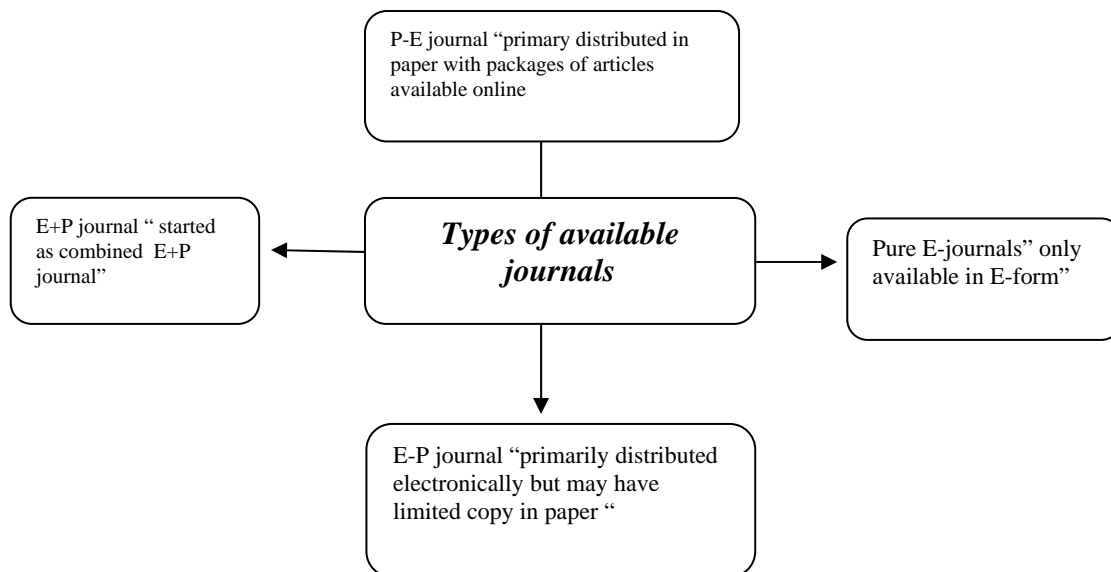 P-E journal “primary distributed in
paper with packages of articles
available online
E+P journal “ started
as combined E+P
journal”
Types of available
journals
Pure E-journals” only
available in E-form”
E-P journal “primarily distributed
electronically but may have
limited copy in paper “